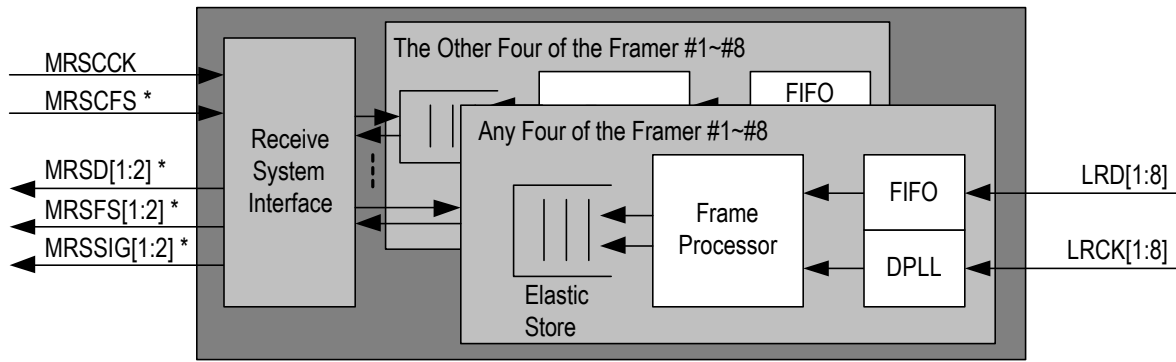 The Other Four of the Framer #1~#8
MRSCCK
MRSCFS *
FIFO
Any Four of the Framer #1~#8
Receive
System
Interface
MRSD[1:2] *
MRSFS[1:2] *
MRSSIG[1:2] *
Frame
Processor
FIFO
DPLL
LRD[1:8]
LRCK[1:8]
Elastic
Store